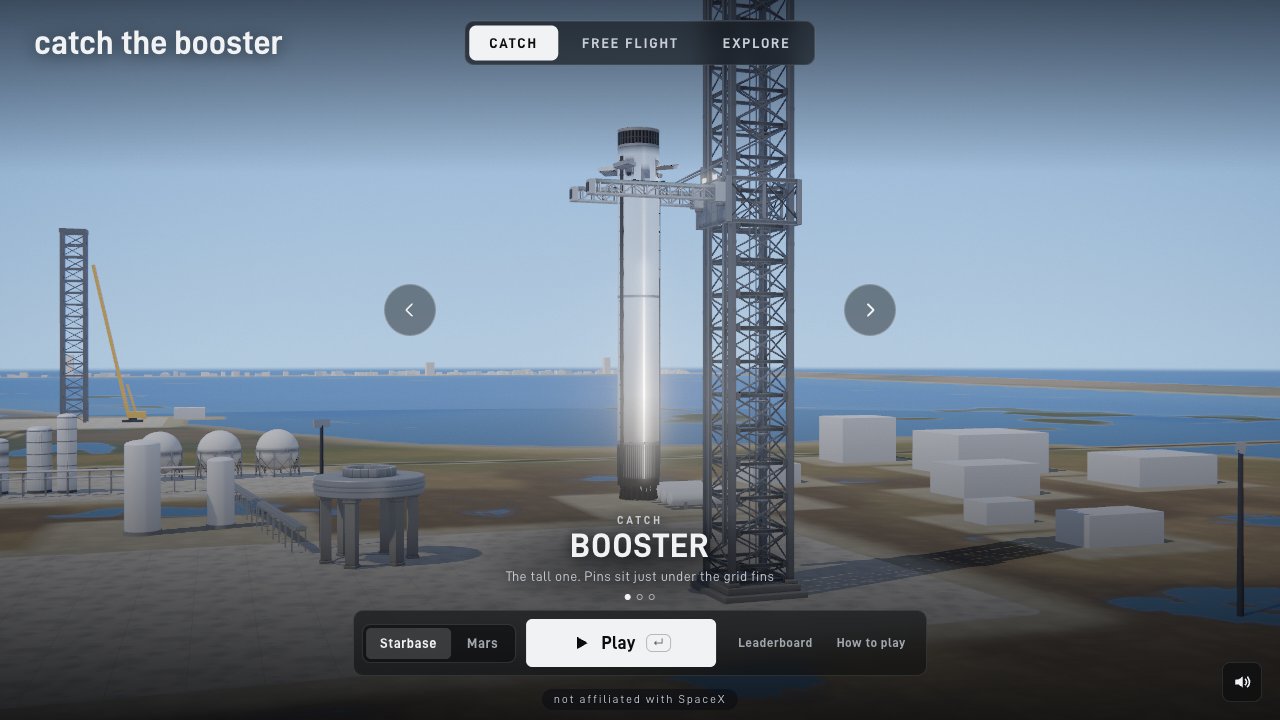 catch the booster
CATCH
FREE FLIGHT
EXPLORE
CATCH
BOOSTER
The tall one. Pins sit just under the grid fins
Starbase
Mars
Play
Leaderboard
How to play
not affiliated with SpaceX